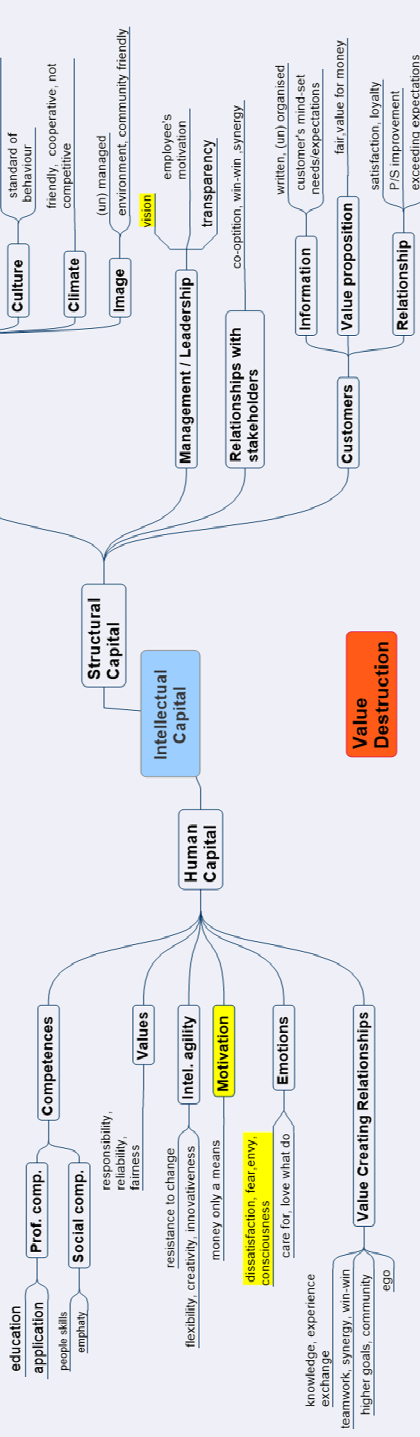 standard of
behaviour
Culture
friendly, cooperative, not
competitive
Climate
(un) managed
environment, community friendly
Image
vision
employee's
motivation
transparency
Management / Leadership
co-optition, win-win ,synergy
Relationships with
stakeholders
written, (un) organised
customer's mind-set
needs/expectations
Information
fair,value for money
Value proposition
satisfaction, loyalty
P/S improvement
exceeding expectations
Relationship
Customers
Structural
Capital
Intellectual
Capital
Value
Destruction
Human
Capital
Competences
Prof. comp.
education
application
Social comp.
people skills
emphaty
Values
responsibility,
reliability,
fairness
Intel. agility
resistance to change
flexibility, creativity, innovativeness
Motivation
money only a means
Emotions
dissatisfaction, fear,envy,
consciousness
care for, love what do
Value Creating Relationships
knowledge, experience
exchange
teamwork, synergy, win-win
higher goals, community
ego